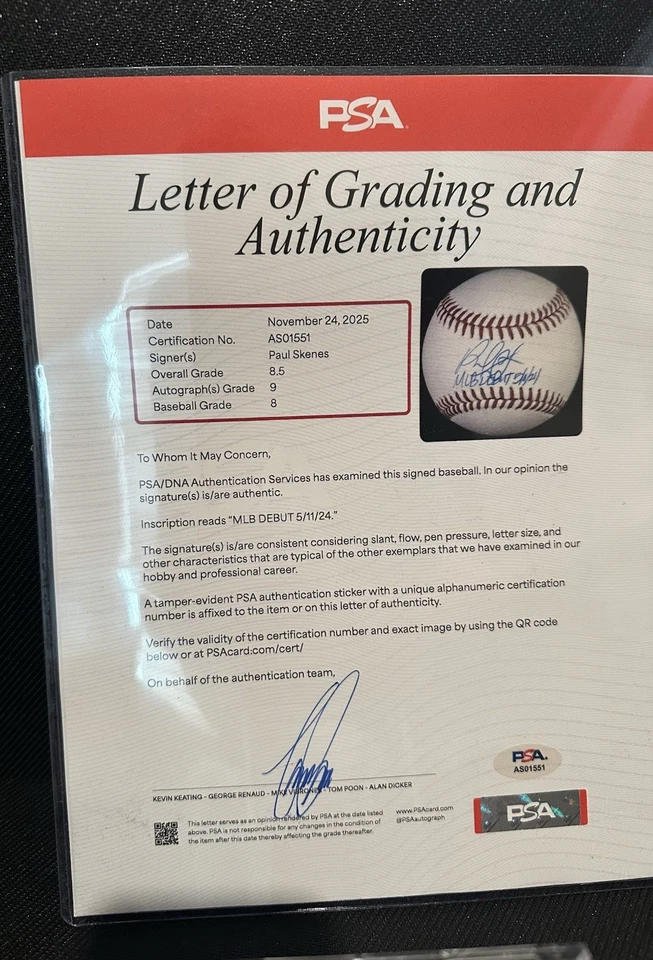 PSA
Letter of Grading and
Authenticity
Date November 24, 2025
Certification No. AS01551
Signer(s) Paul Skenes
Overall Grade 8.5
Autograph(s) Grade 9
Baseball Grade 8
MLB DEBUT 5/11/24
To Whom It May Concern,
PSA/DNA Authentication Services has examined this signed baseball. In our opinion the
signature(s) is/are authentic.
Inscription reads “MLB DEBUT 5/11/24.”
The signature(s) is/are consistent considering slant, flow, pen pressure, letter size, and
other characteristics that are typical of the other exemplars that we have examined in our
hobby and professional career.
A tamper-evident PSA authentication sticker with a unique alphanumeric certification
number is affixed to the item or on this letter of authenticity.
Verify the validity of the certification number and exact image by using the QR code
below or at PSAcard.com/cert/
On behalf of the authentication team,
KEVIN KEATING - GEORGE RENAUD - - TOM POON - ALAN DICKER
This letter serves as an opinion rendered by PSA at the date listed
above. PSA is not responsible for any changes in the condition of
the item after this date thereby affecting the grade thereafter.
www.PSAcard.com
@PSAautograph
PSA
AS01551
PSA